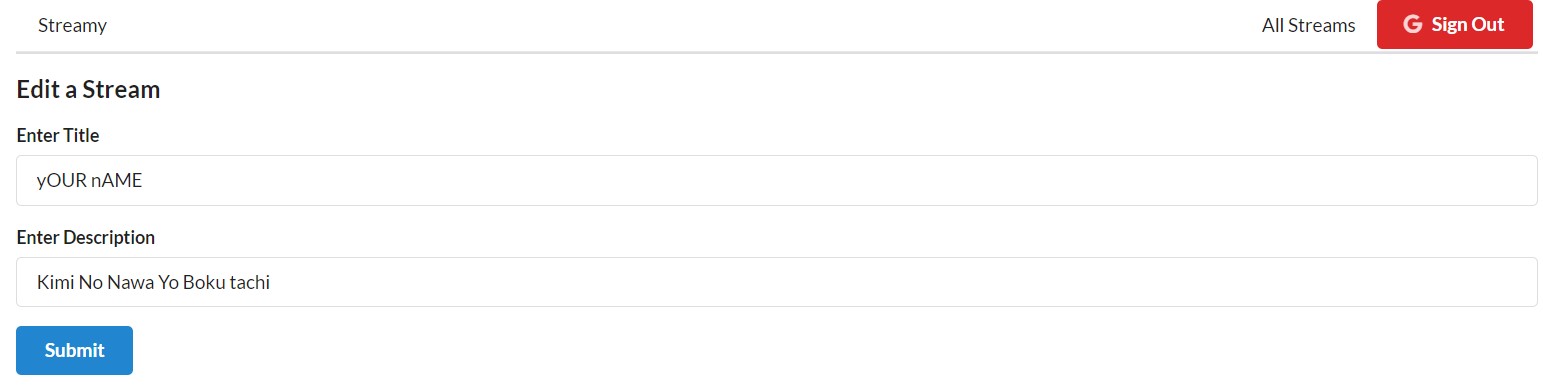 Streamy All Streams Sign Out
Edit a Stream
Enter Title
yOUR nAME
Enter Description
Kimi No Nawa Yo Boku tachi
Submit